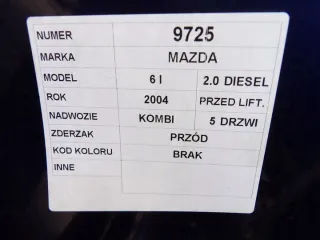 NUMER 9725
MARKA MAZDA
MODEL 6 I 2.0 DIESEL
ROK 2004 PRZED LIFT.
NADWOZIE KOMBI 5 DRZWI
ZDERZAK PRZÓD
KOD KOLORU BRAK
INNE